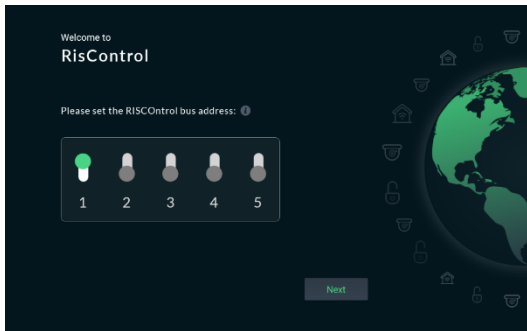 Welcome to
RisControl
Please set the RISCOntrol bus address:
1 2 3 4 5
Next